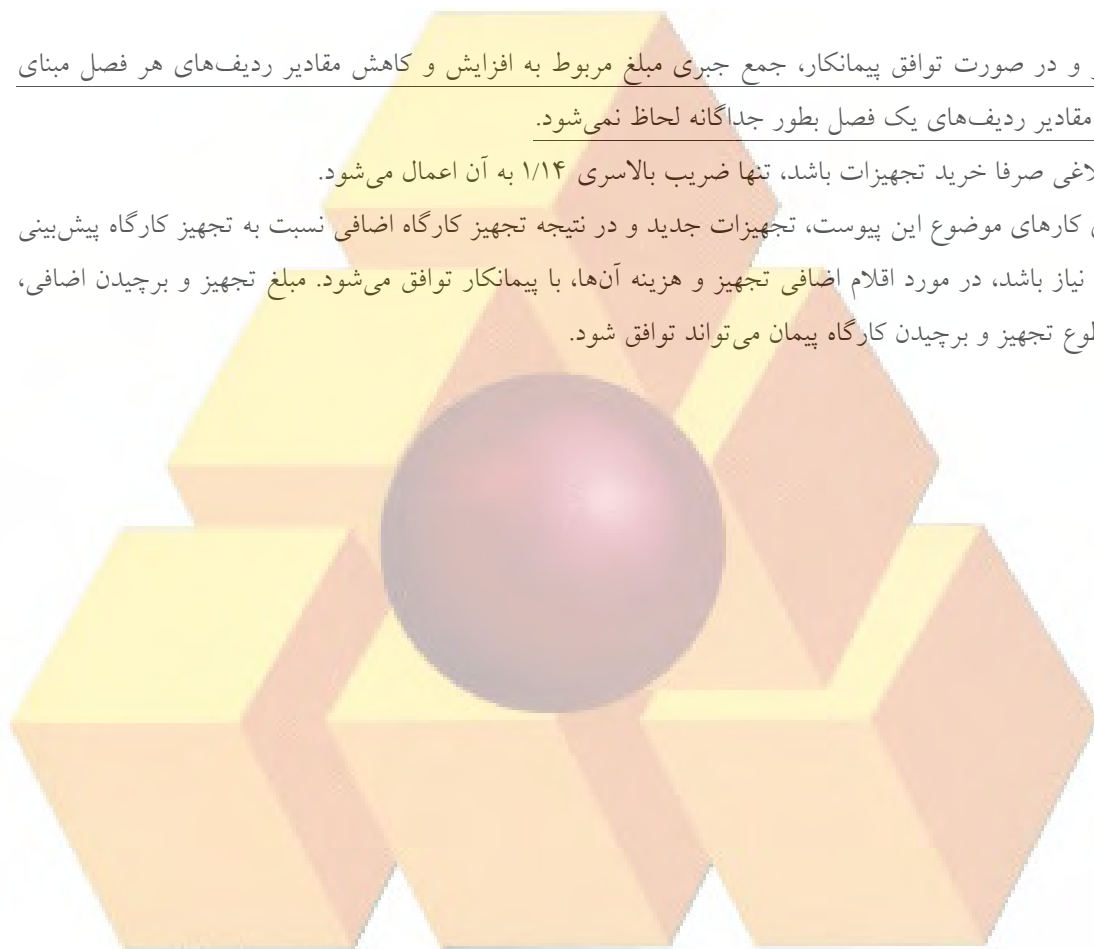 و در صورت توافق پیمانکار، جمع جبری مبلغ مربوط به افزایش و کاهش مقادیر ردیف‌های هر فصل مبنای
مقادیر ردیف‌های یک فصل بطور جداگانه لحاظ نمی‌شود.
صرفا خرید تجهیزات باشد، تنها ضریب بالاسری ۱/۱۴ به آن اعمال می‌شود.
کارهای موضوع این پیوست، تجهیزات جدید و در نتیجه تجهیز کارگاه اضافی نسبت به تجهیز کارگاه پیش‌بینی
نیاز باشد، در مورد اقلام اضافی تجهیز و هزینه آن‌ها، با پیمانکار توافق می‌شود. مبلغ تجهیز و برچیدن اضافی،
تجهیز و برچیدن کارگاه پیمان می‌تواند توافق شود.